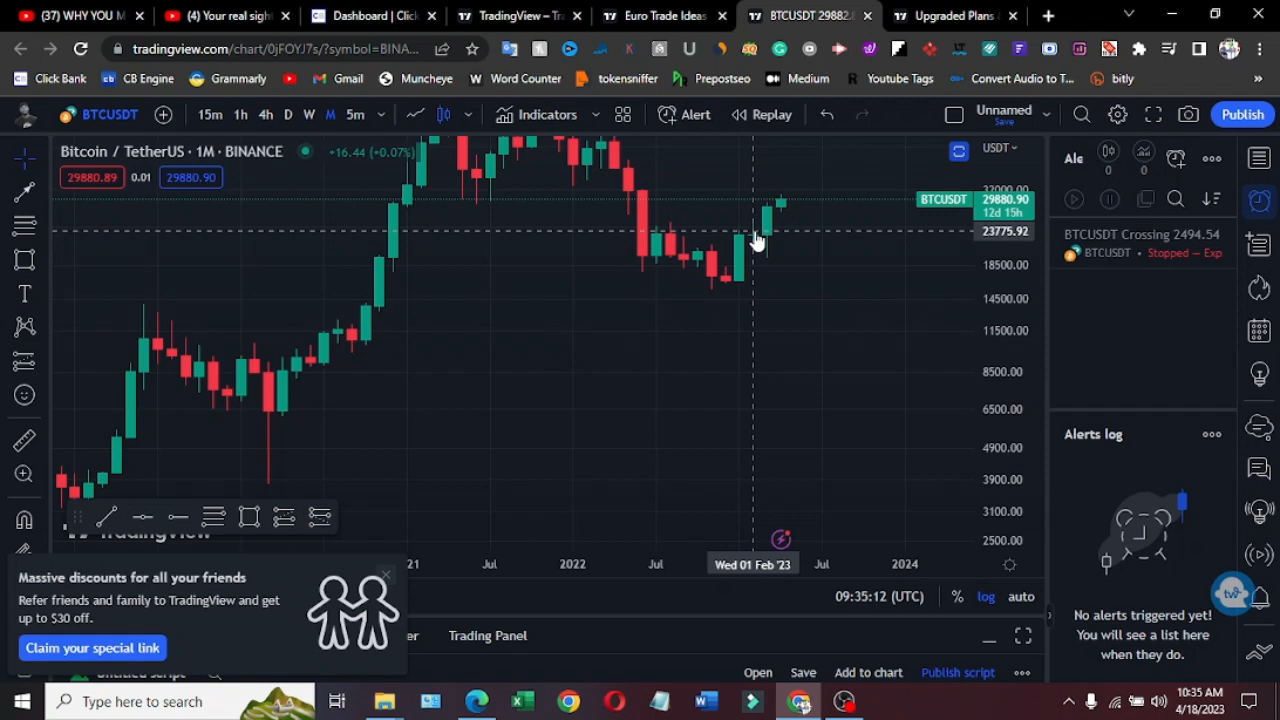 (37) WHY YOU M
(4) Your real sigh
Dashboard | Click
TradingView – Tr
Euro Trade Ideas
BTCUSDT 29882.
Upgraded Plans &
tradingview.com/chart/0jFOYJ7s/?symbol=BINA...
Click Bank
CB Engine
Grammarly
Gmail
Muncheye
Word Counter
tokensniffer
Prepostseo
Medium
Youtube Tags
Convert Audio to T...
bitly
BTCUSDT
15m 1h 4h D W M 5m
Indicators
Alert
Replay
Unnamed
Save
Publish
Bitcoin / TetherUS · 1M · BINANCE
+16.44 (+0.07%)
29880.89 0.01 29880.90
USDT
32000.00
BTCUSDT 29880.90
12d 15h
23775.92
18500.00
14500.00
11500.00
8500.00
6500.00
4900.00
3900.00
3100.00
2500.00
21 Jul 2022 Jul Wed 01 Feb '23 Jul 2024
09:35:12 (UTC) % log auto
Ale
0
0
BTCUSDT Crossing 2494.54
BTCUSDT • Stopped — Exp
Alerts log
No alerts triggered yet!
You will see a list here
when they do.
TradingView
Massive discounts for all your friends
Refer friends and family to TradingView and get
up to $30 off.
Claim your special link
er
Trading Panel
Untitled script
Open
Save
Add to chart
Publish script
Type here to search
10:35 AM
4/18/2023